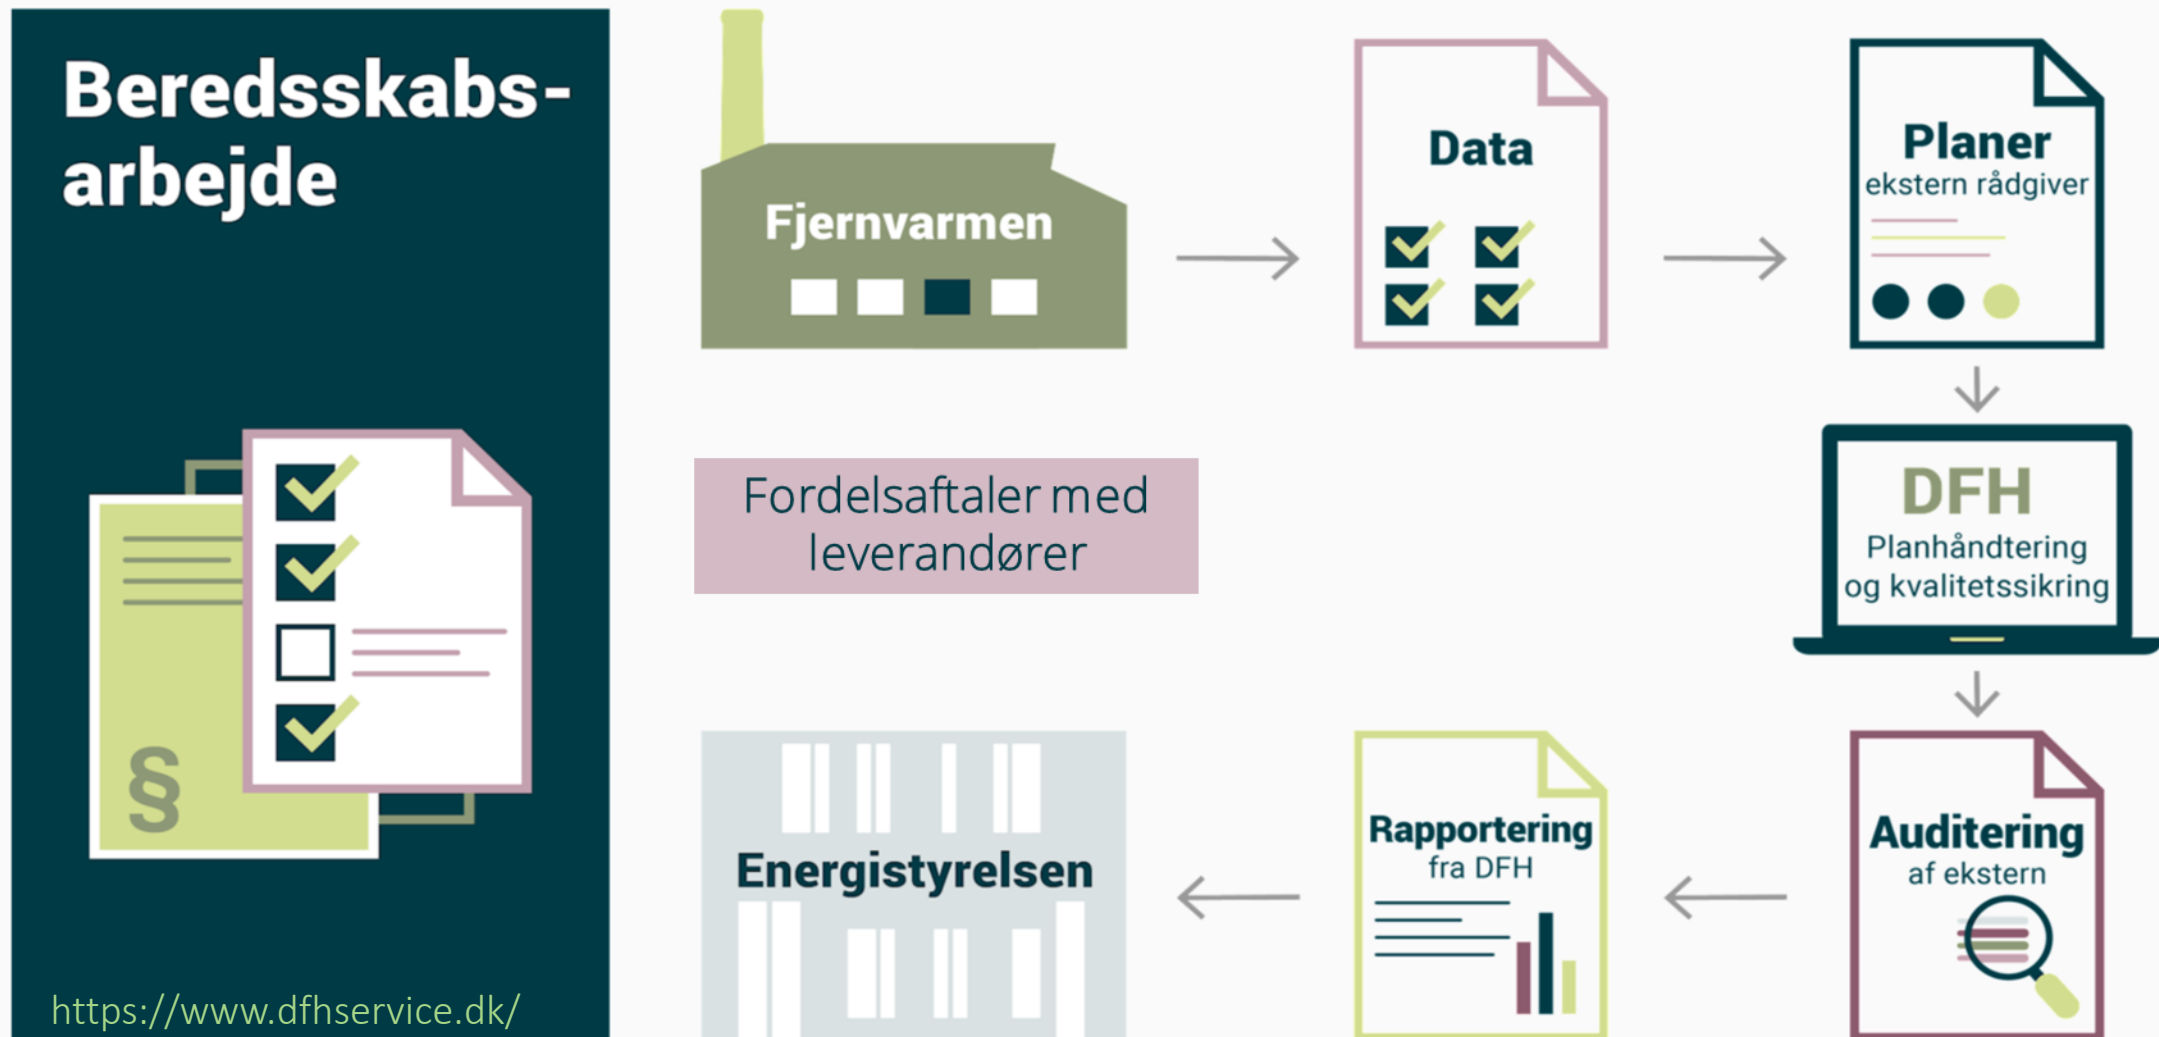 Beredsskabs-
arbejde
§
https://www.dfhservice.dk/
Fjernvarmen
Data
Planer
ekstern rådgiver
Fordelsaftaler med
leverandører
DFH
Planhåndtering
og kvalitetssikring
Auditering
af ekstern
Rapportering
fra DFH
Energistyrelsen